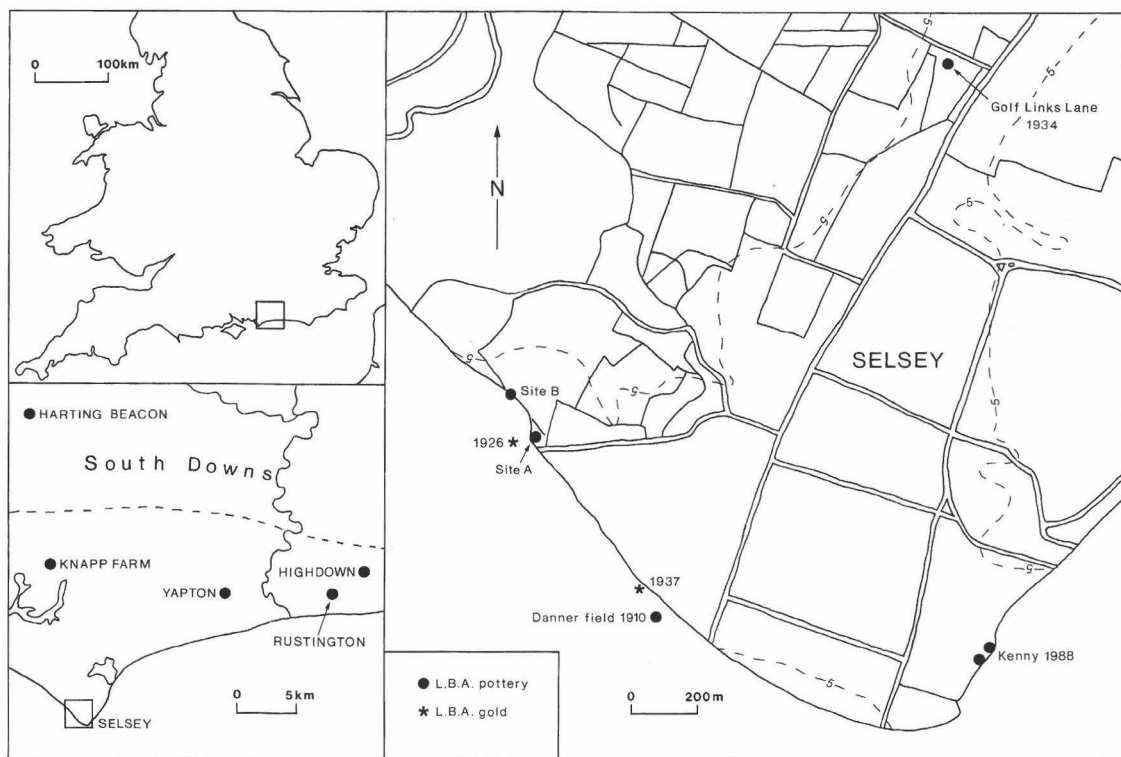 0 100km
HARTING BEACON
South Downs
KNAPP FARM
YAPTON
HIGHDOWN
RUSTINGTON
0 5km
SELSEY
N
Golf Links Lane
1934
5
5
5
SELSEY
5
5
5
Site B
1926
Site A
5
1937
Danner field 1910
Kenny 1988
5
L.B.A. pottery
L.B.A. gold
0 200m